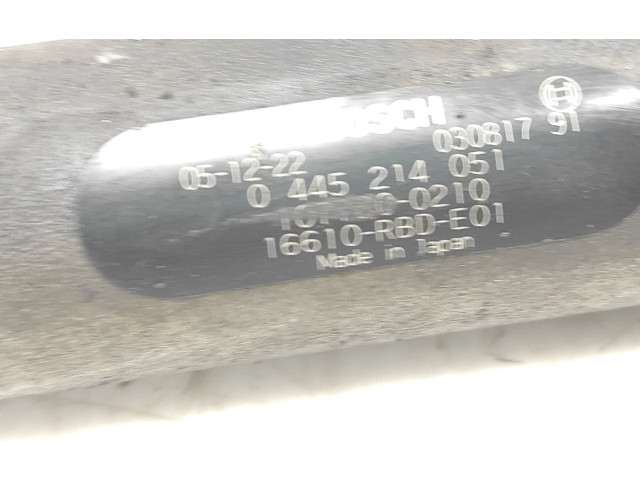 BOSCH
05-12-22 030817 91
0 445 214 051
16610-RBD-E01
Made in Japan